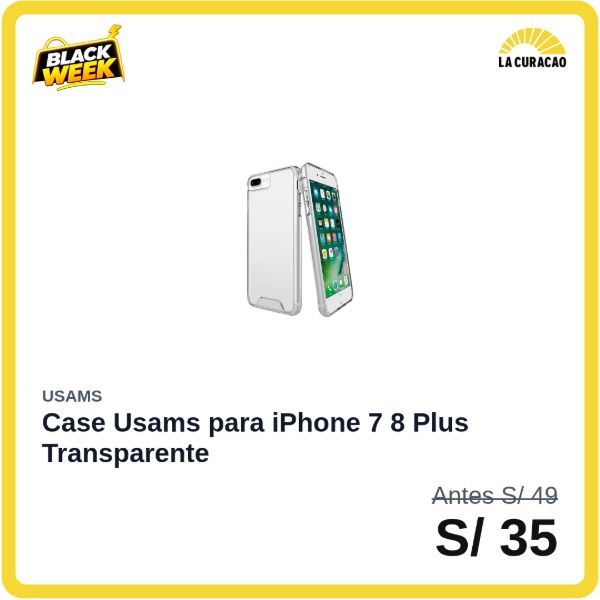 BLACK
WEEK
LA CURACAO
USAMS
Case Usams para iPhone 7 8 Plus
Transparente
Antes S/ 49
S/ 35